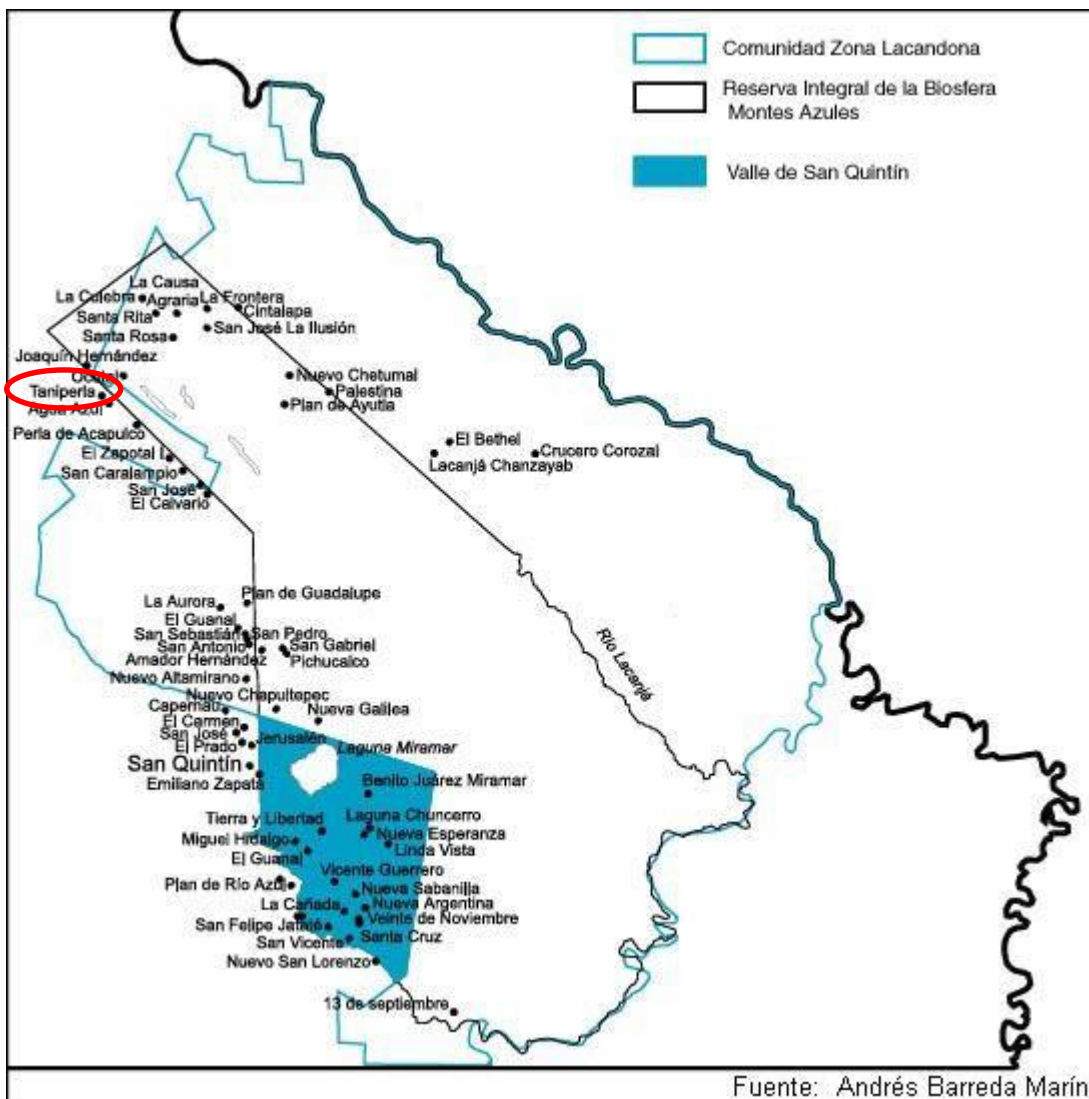 Comunidad Zona Lacandona
Reserva Integral de la Biosfera
Montes Azules
Valle de San Quintín
La Causa
La Culebra
Agraria
La Frontera
Cintalapa
Santa Rita
San José La Ilusión
Santa Rosa
Joaquín Hernández
Nuevo Chetumal
Taniperla
Palestina
Agua Azul
Plan de Ayutla
Perla de Acapulco
El Bethel
El Zapotal I
Crucero Corozal
Lacanjá Chanzayab
San Caralampio
San José
El Calvario
Plan de Guadalupe
La Aurora
El Guanal
San Sebastián
San Pedro
San Antonio
San Gabriel
Amador Hernández
Pichucalco
Río Lacanjá
Nuevo Altamirano
Nuevo Chapultepec
Capernau
Nueva Galilea
El Carmen
San José
Jerusalén
El Prado
Laguna Miramar
San Quintín
Emiliano Zapata
Benito Juárez Miramar
Tierra y Libertad
Laguna Chuncerro
Miguel Hidalgo
Nueva Esperanza
El Guanal
Linda Vista
Vicente Guerrero
Plan de Río Azul
Nueva Sabanilla
La Cañada
Nueva Argentina
San Felipe Jataté
Veinte de Noviembre
San Vicente
Santa Cruz
Nuevo San Lorenzo
13 de septiembre
Fuente: Andrés Barreda Marín